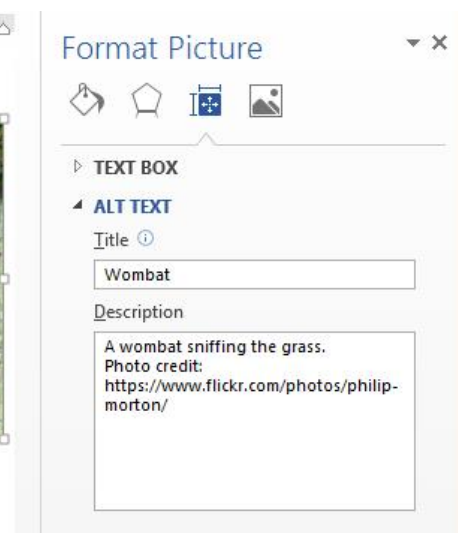 Format Picture
TEXT BOX
ALT TEXT
Title
Wombat
Description
A wombat sniffing the grass.
Photo credit:
https://www.flickr.com/photos/philip-
morton/